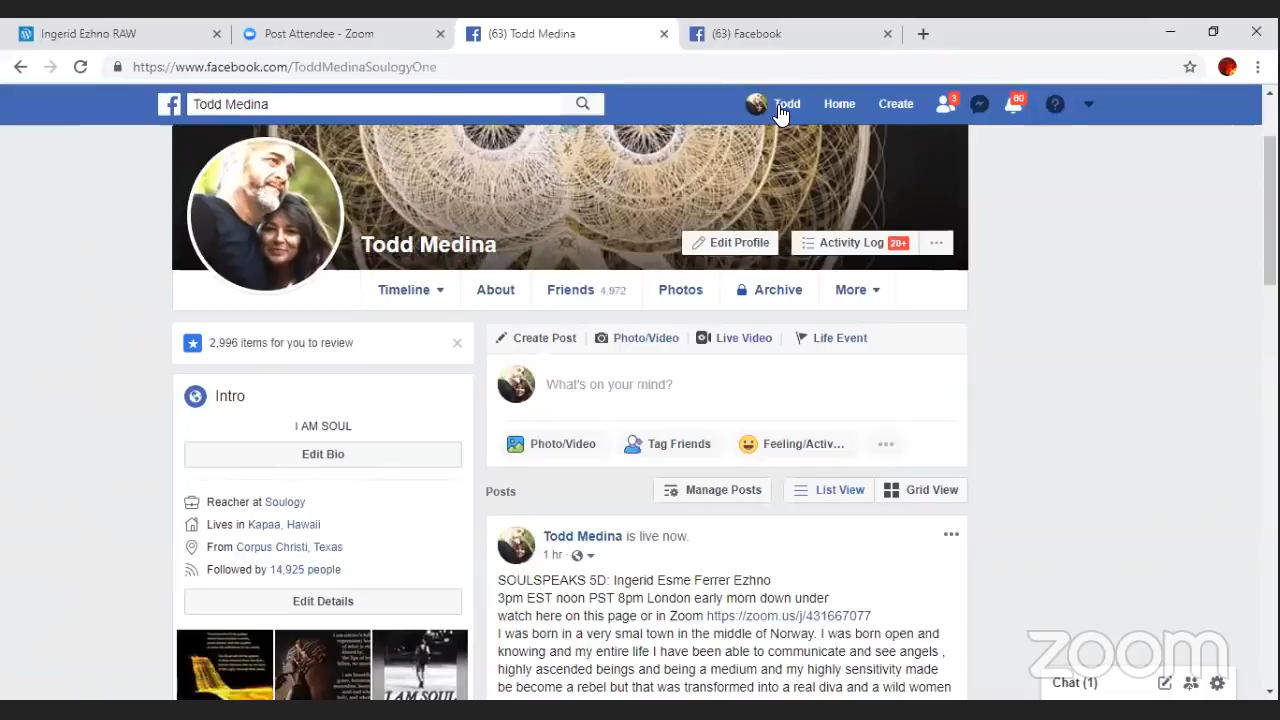 Ingerid Ezhno RAW
Post Attendee - Zoom
(63) Todd Medina
(63) Facebook
https://www.facebook.com/ToddMedinaSoulogyOne
Todd Medina
Todd
Home
Create
3
60
Todd Medina
Edit Profile
Activity Log 20+
Timeline
About
Friends 4,972
Photos
Archive
More
2,996 items for you to review
Create Post
Photo/Video
Live Video
Life Event
What's on your mind?
Intro
I AM SOUL
Edit Bio
Photo/Video
Tag Friends
Feeling/Activ...
Reacher at Soulogy
Lives in Kapaa, Hawaii
From Corpus Christi, Texas
Followed by 14,925 people
Edit Details
Posts
Manage Posts
List View
Grid View
Todd Medina is live now.
1 hr
SOULSPEAKS 5D: Ingerid Esme Ferrer Ezhno
3pm EST noon PST 8pm London early morn down under
watch here on this page or in Zoom https://zoom.us/j/431667077
I was born in a very small town in the middle of Norway. I was born open and
knowing and my entire life I have been able to communicate and see angels ,
highly ascended beings and being a medium and my highly sensitivity made
be become a rebel but that was transformed into a real diva and a wild women
I AM SOUL
zoom
Chat (1)